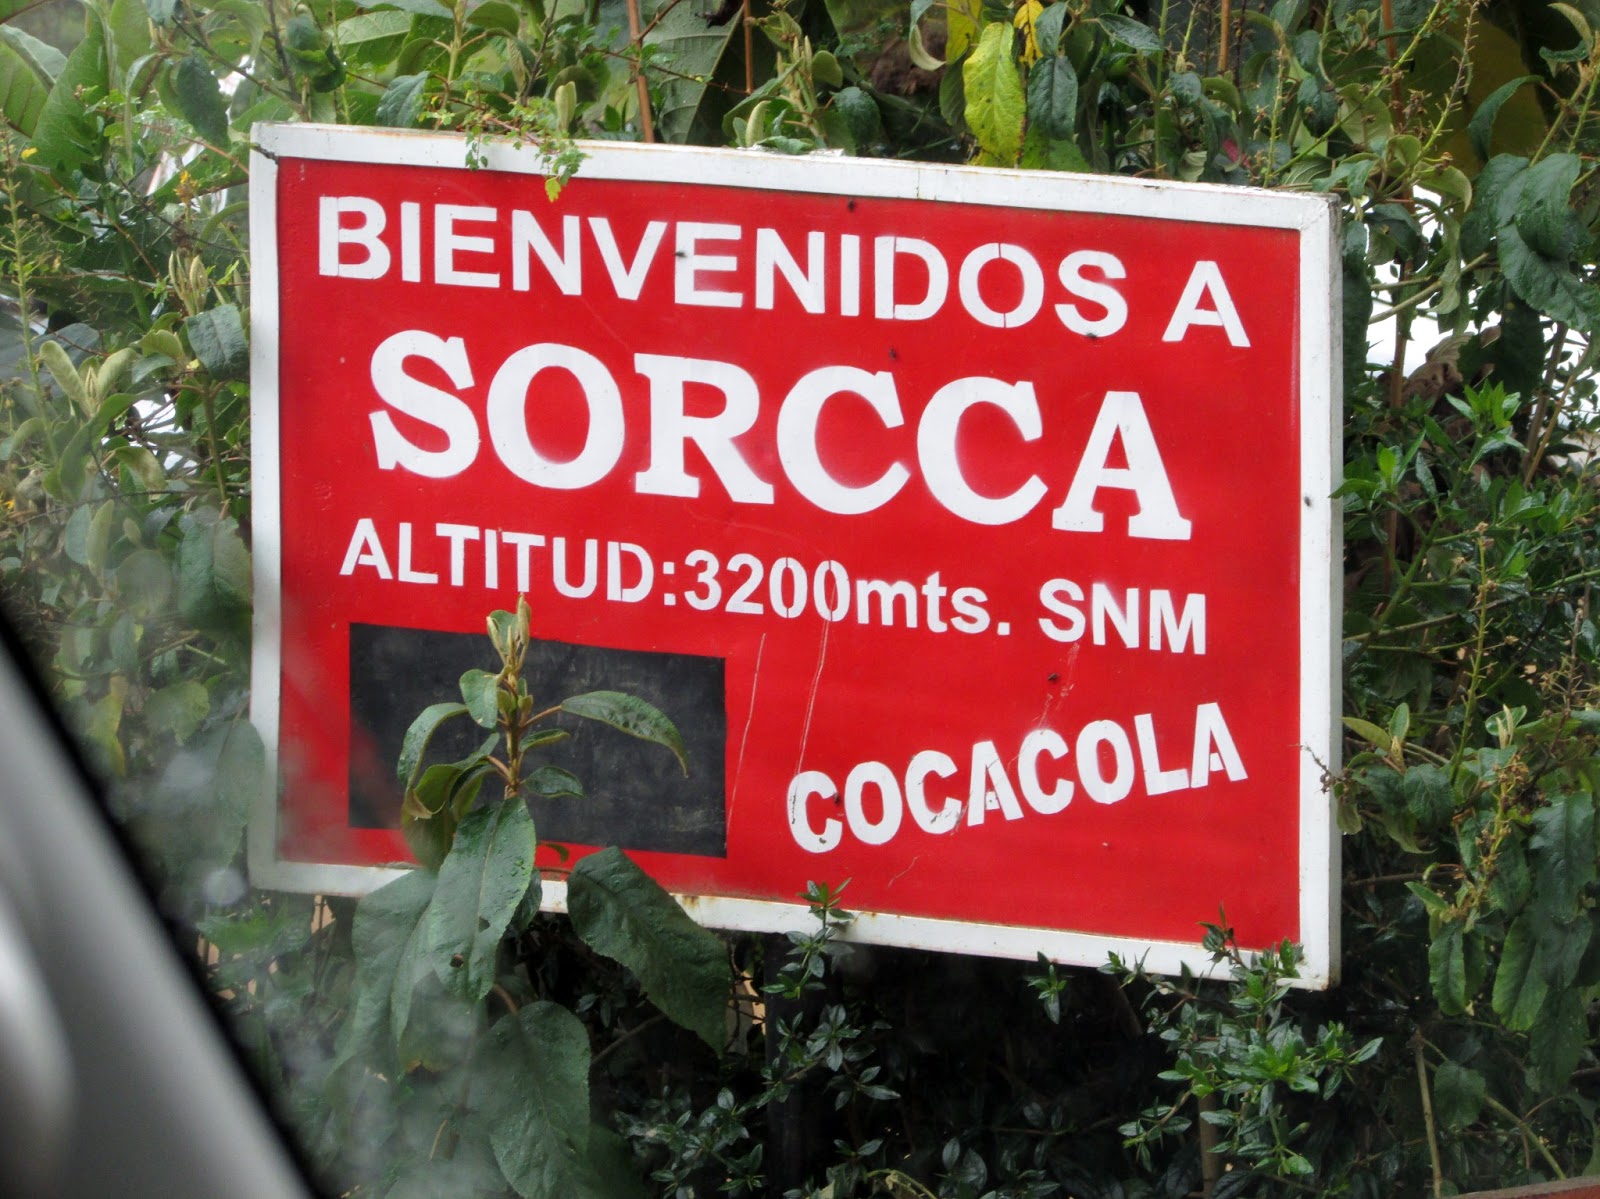 BIENVENIDOS A
SORCCA
ALTITUD:3200mts. SNM
COCACOLA